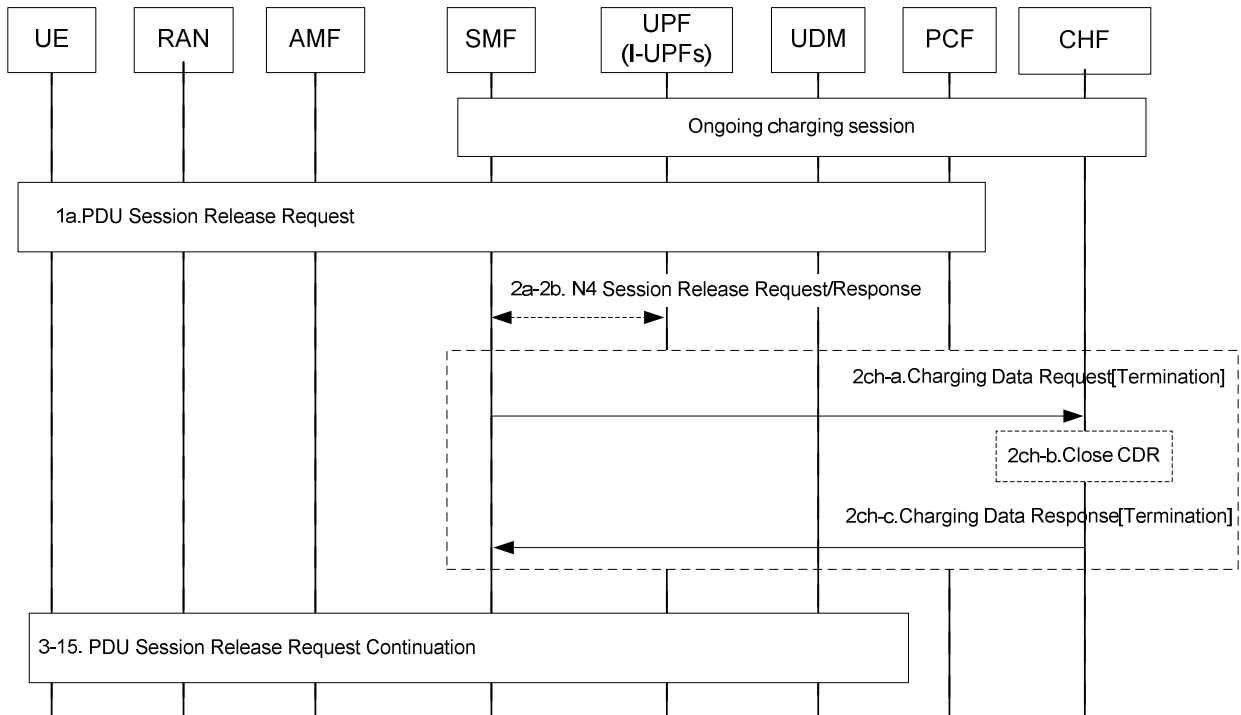 UE
RAN
AMF
SMF
UPF
(I-UPFs)
UDM
PCF
CHF
Ongoing charging session
1a.PDU Session Release Request
2a-2b. N4 Session Release Request/Response
2ch-a.Charging Data Request[Termination]
2ch-b.Close CDR
2ch-c.Charging Data Response[Termination]
3-15. PDU Session Release Request Continuation